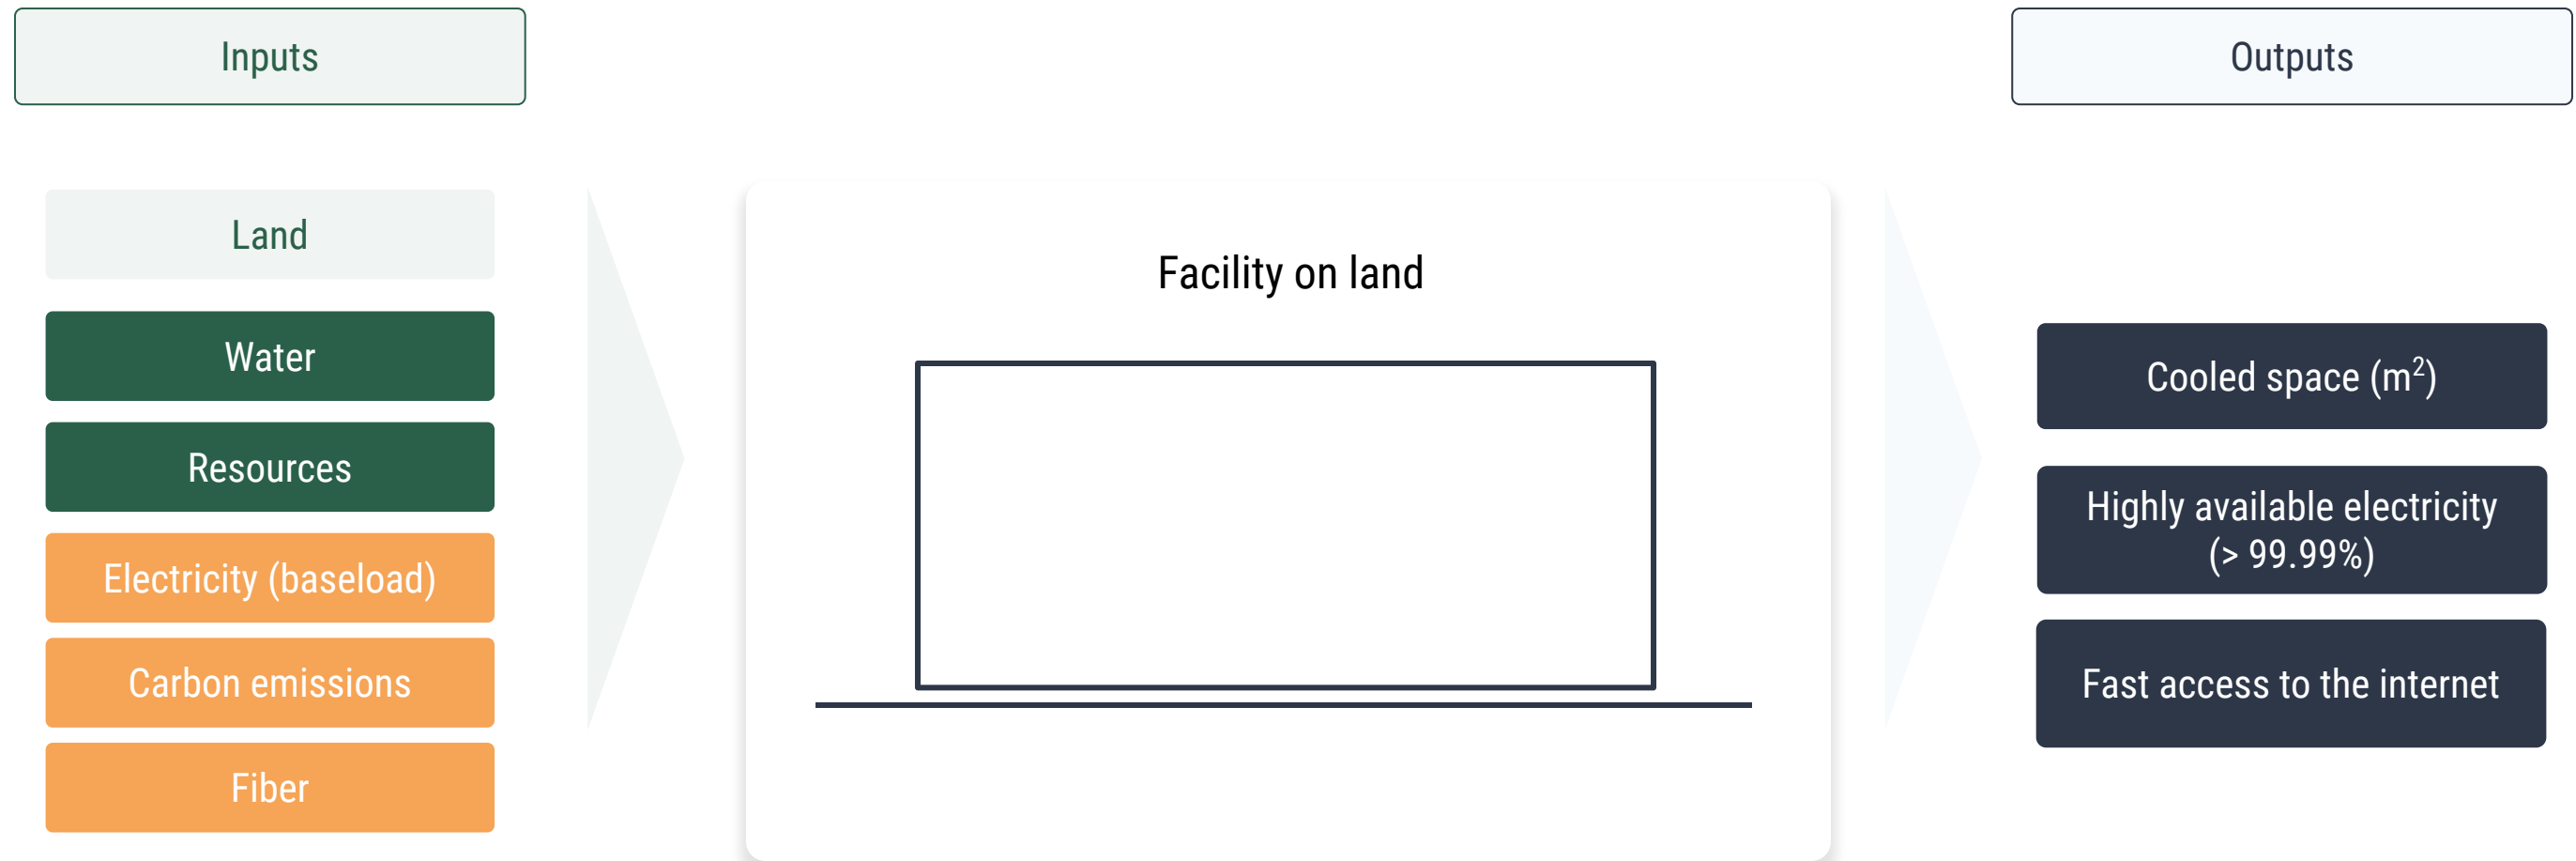 Inputs
Outputs
Land
Water
Resources
Electricity (baseload)
Carbon emissions
Fiber
Facility on land
Cooled space (m²)
Highly available electricity
(> 99.99%)
Fast access to the internet